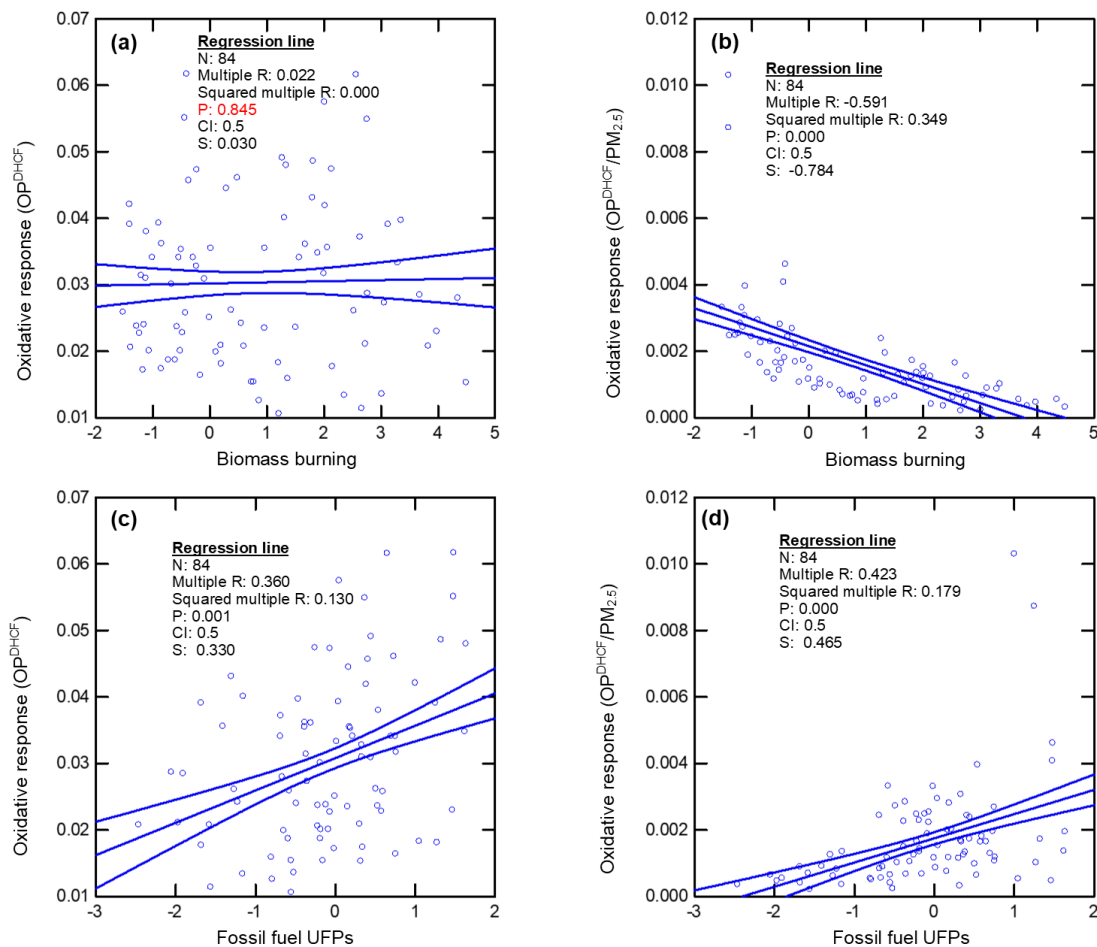 (a)
Regression line
N: 84
Multiple R: 0.022
Squared multiple R: 0.000
P: 0.845
CI: 0.5
S: 0.030
0.07
0.06
0.05
0.04
0.03
0.02
0.01
-2 -1 0 1 2 3 4 5
Oxidative response (OP^DHCF)
Biomass burning
(b)
Regression line
N: 84
Multiple R: -0.591
Squared multiple R: 0.349
P: 0.000
CI: 0.5
S: -0.784
0.012
0.010
0.008
0.006
0.004
0.002
0.000
-2 -1 0 1 2 3 4 5
Oxidative response (OP^DHCF/PM2.5)
Biomass burning
(c)
Regression line
N: 84
Multiple R: 0.360
Squared multiple R: 0.130
P: 0.001
CI: 0.5
S: 0.330
0.07
0.06
0.05
0.04
0.03
0.02
0.01
-3 -2 -1 0 1 2
Oxidative response (OP^DHCF)
Fossil fuel UFPs
(d)
Regression line
N: 84
Multiple R: 0.423
Squared multiple R: 0.179
P: 0.000
CI: 0.5
S: 0.465
0.012
0.010
0.008
0.006
0.004
0.002
0.000
-3 -2 -1 0 1 2
Oxidative response (OP^DHCF/PM2.5)
Fossil fuel UFPs